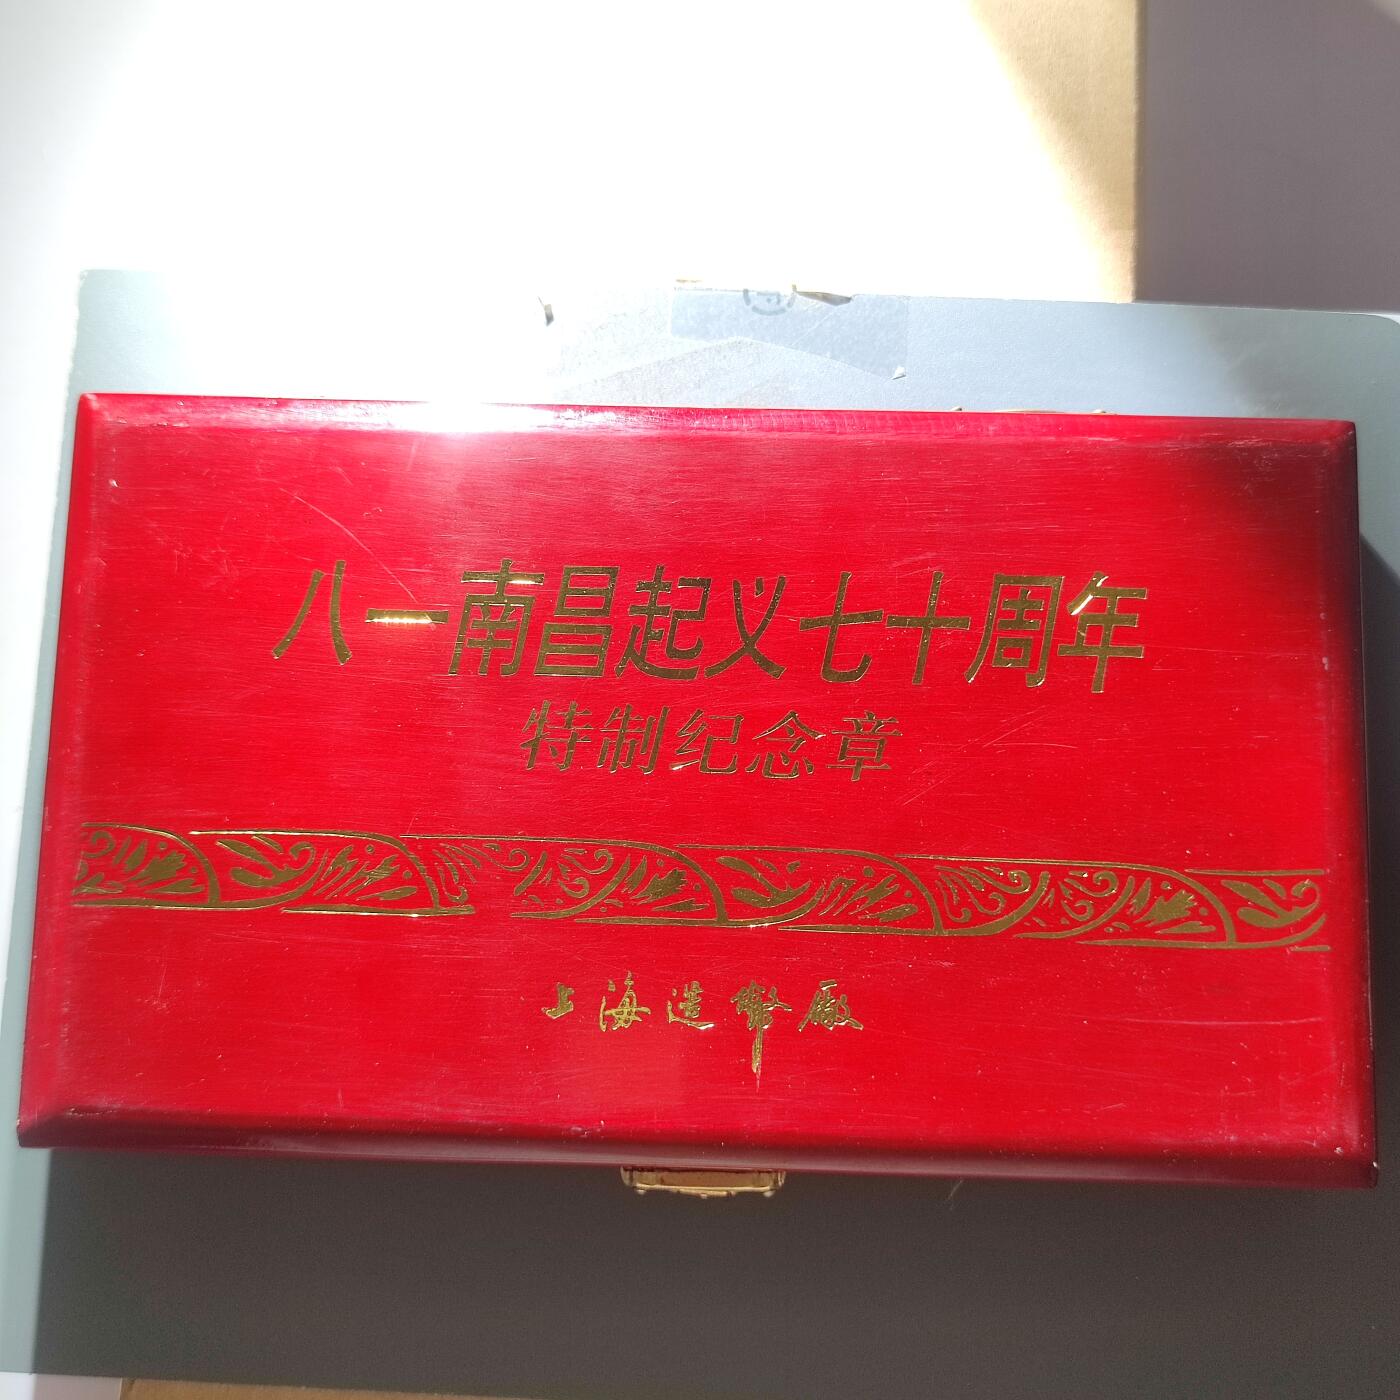 八一南昌起义七十周年
特制纪念章
上海造幣廠